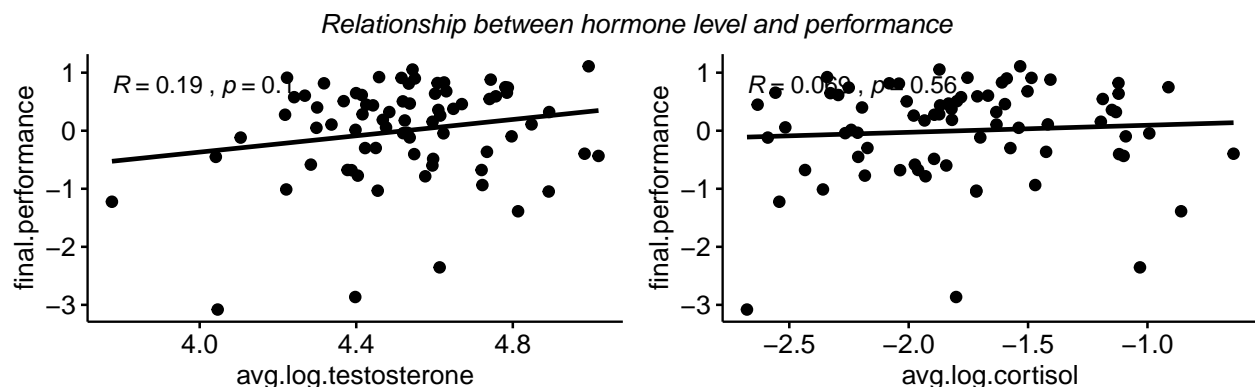 Relationship between hormone level and performance
R = 0.19 , p = 0.1
R = 0.069 , p = 0.56
1
0
−1
−2
−3
final.performance
4.0
4.4
4.8
avg.log.testosterone
1
0
−1
−2
−3
final.performance
−2.5
−2.0
−1.5
−1.0
avg.log.cortisol